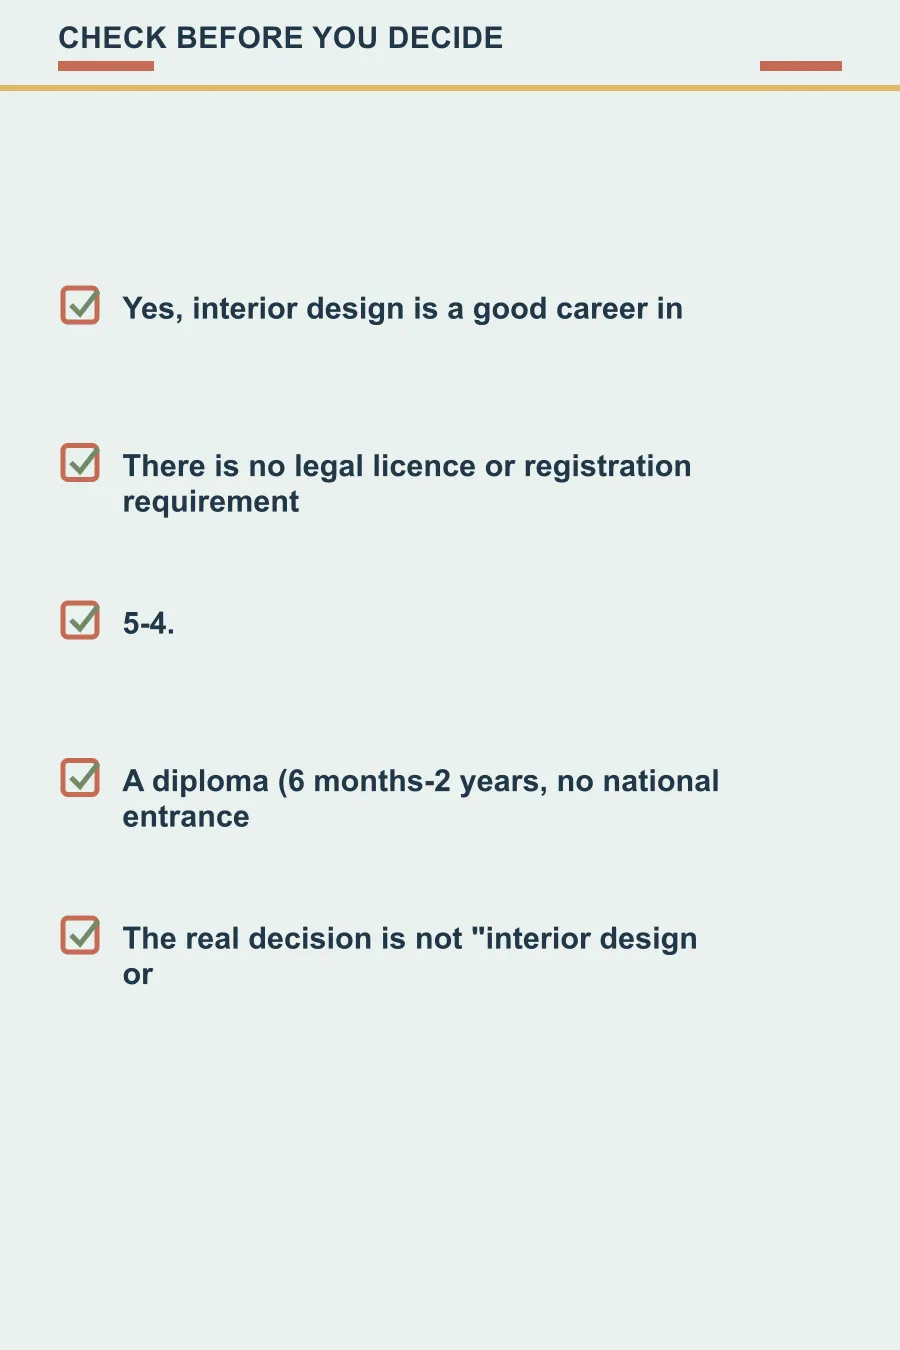 CHECK BEFORE YOU DECIDE
Yes, interior design is a good career in
There is no legal licence or registration
requirement
5-4.
A diploma (6 months-2 years, no national
entrance
The real decision is not "interior design
or